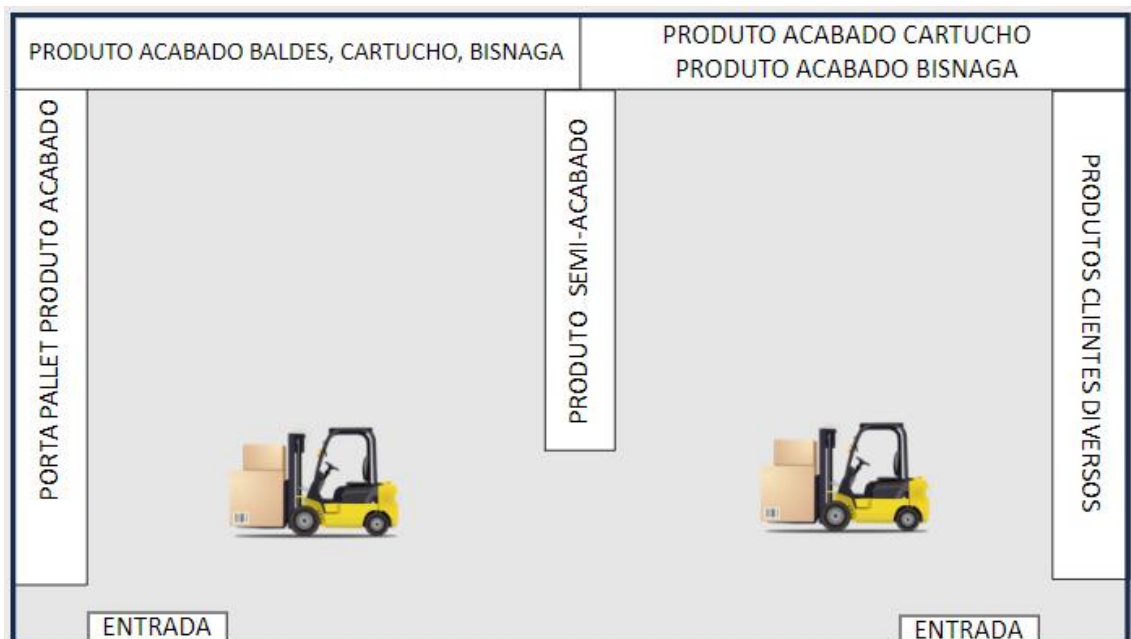 PRODUTO ACABADO BALDES, CARTUCHO, BISNAGA
PRODUTO ACABADO CARTUCHO
PRODUTO ACABADO BISNAGA
PORTA PALLET PRODUTO ACABADO
PRODUTO SEMI-ACABADO
PRODUTOS CLIENTES DIVERSOS
ENTRADA
ENTRADA